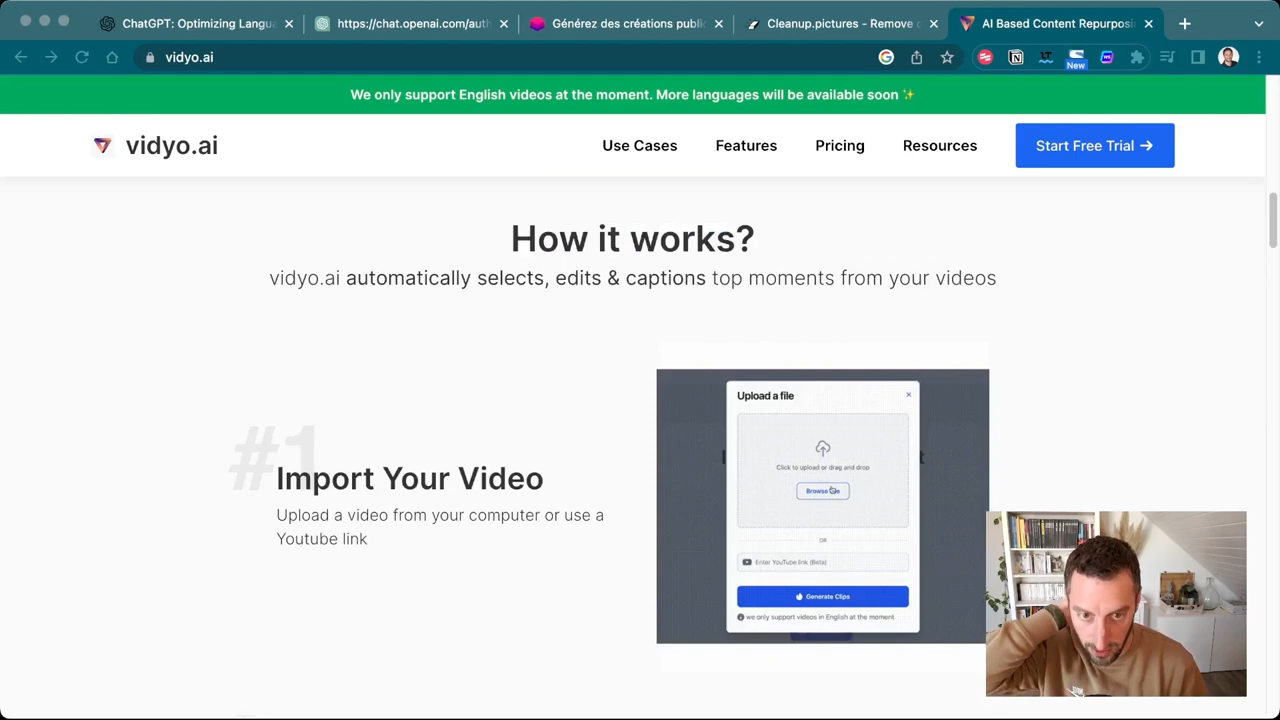 ChatGPT: Optimizing Langu
https://chat.openai.com/auth
Générez des créations public
Cleanup.pictures - Remove o
AI Based Content Repurposin
vidyo.ai
New
We only support English videos at the moment. More languages will be available soon ✨
vidyo.ai
Use Cases
Features
Pricing
Resources
Start Free Trial →
How it works?
vidyo.ai automatically selects, edits & captions top moments from your videos
#1
Import Your Video
Upload a video from your computer or use a
Youtube link
Upload a file
Click to upload or drag and drop
Browse file
OR
Enter YouTube link (Beta)
Generate Clips
we only support videos in English at the moment